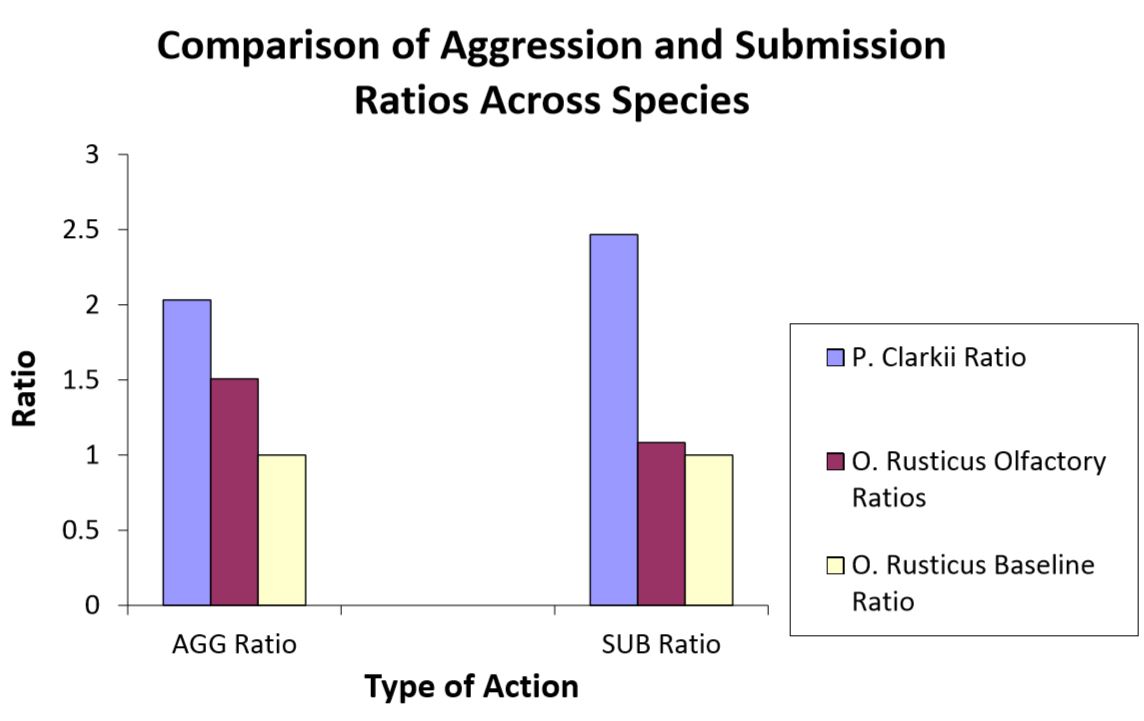 Comparison of Aggression and Submission
Ratios Across Species
3
2.5
2
1.5
1
0.5
0
Ratio
AGG Ratio
SUB Ratio
Type of Action
P. Clarkii Ratio
O. Rusticus Olfactory
Ratios
O. Rusticus Baseline
Ratio